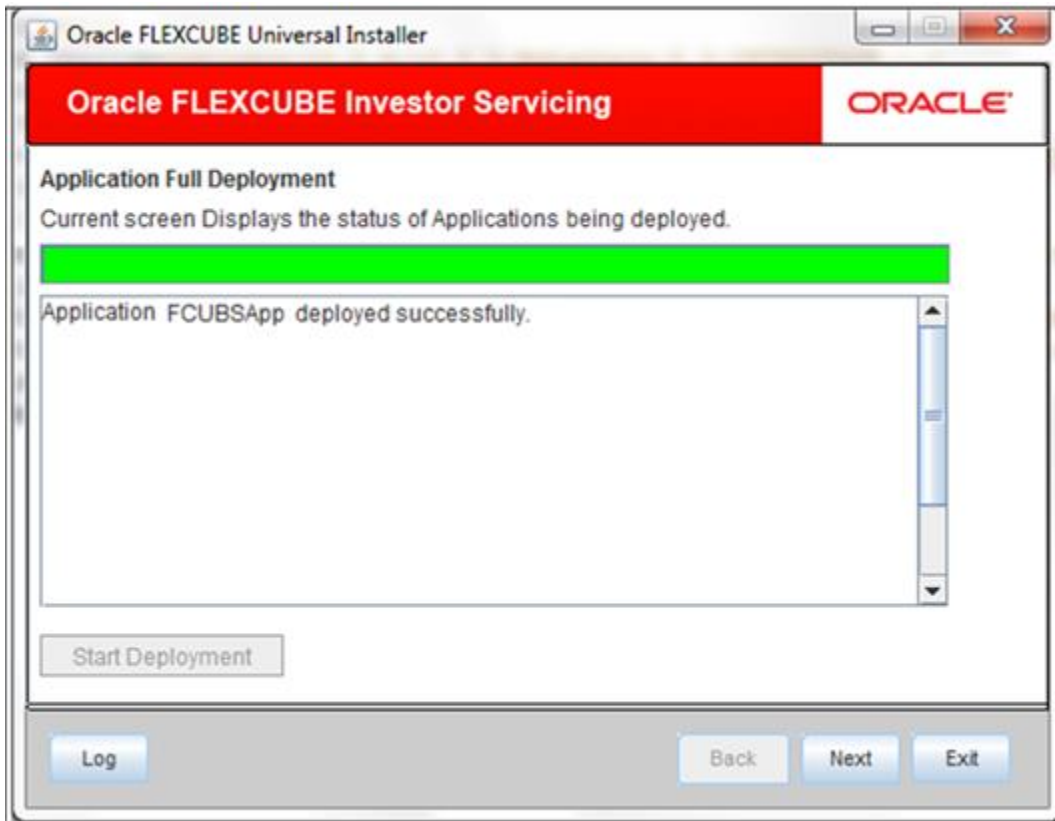 Oracle FLEXCUBE Universal Installer
Oracle FLEXCUBE Investor Servicing
ORACLE
Application Full Deployment
Current screen Displays the status of Applications being deployed.
Application FCUBSApp deployed successfully.
Start Deployment
Log Back Next Exit